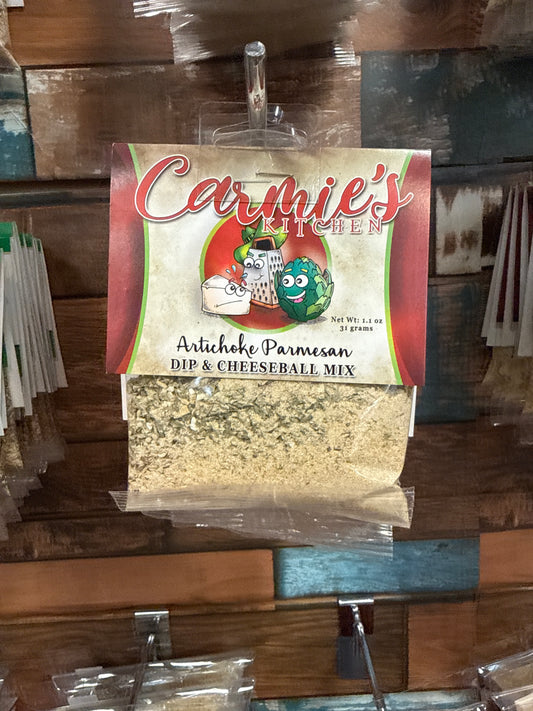 Carmie's
KITCHEN
Net Wt: 1.1 oz
31 grams
Artichoke Parmesan
DIP & CHEESEBALL MIX